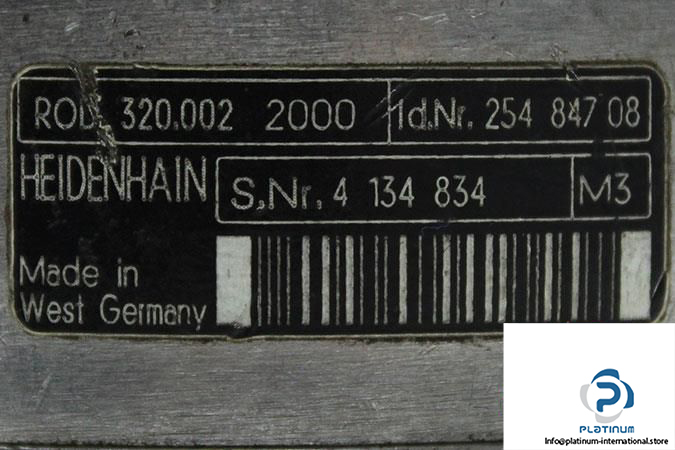 ROD 320.002 2000 Id.Nr. 254 847 08
HEIDENHAIN S.Nr. 4 134 834 M3
Made in
West Germany
PLATINUM
Info@platinum-international.store